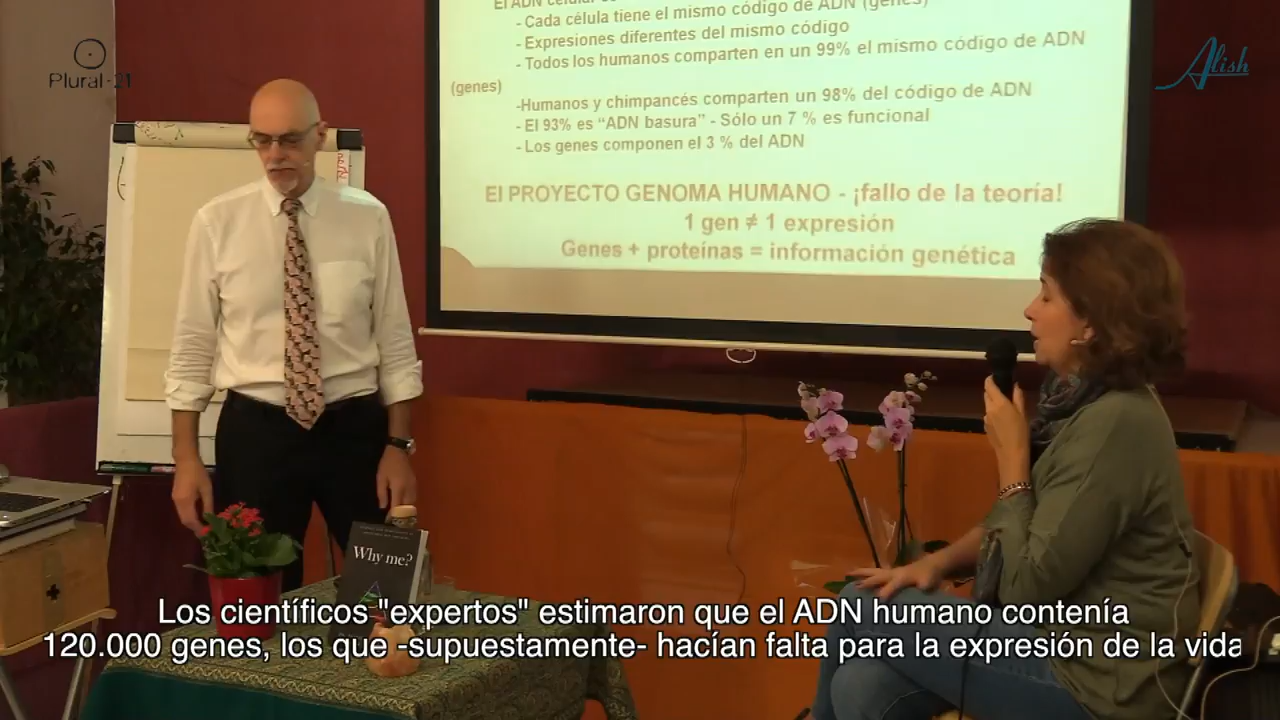 El ADN celular
- Cada célula tiene el mismo código de ADN (genes)
- Expresiones diferentes del mismo código
- Todos los humanos comparten en un 99% el mismo código de ADN
(genes)
-Humanos y chimpancés comparten un 98% del código de ADN
- El 93% es “ADN basura” - Sólo un 7 % es funcional
- Los genes componen el 3 % del ADN
El PROYECTO GENOMA HUMANO - ¡fallo de la teoría!
1 gen ≠ 1 expresión
Genes + proteínas = información genética
Plural-21
Alish
Why me?
Los científicos "expertos" estimaron que el ADN humano contenía
120.000 genes, los que -supuestamente- hacían falta para la expresión de la vida